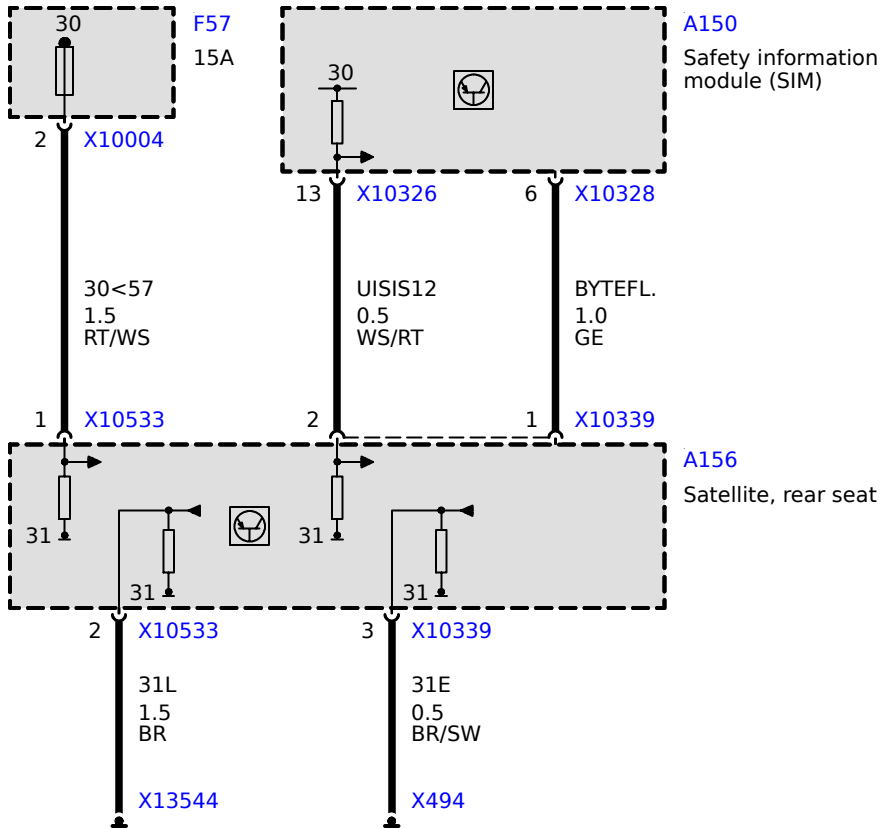 30
F57
15A
A150
Safety information
module (SIM)
30
2 X10004
13 X10326
6 X10328
30<57
1.5
RT/WS
UISIS12
0.5
WS/RT
BYTEFL.
1.0
GE
1 X10533
2
1 X10339
A156
Satellite, rear seat
31
31
31
31
2 X10533
3 X10339
31L
1.5
BR
31E
0.5
BR/SW
X13544
X494